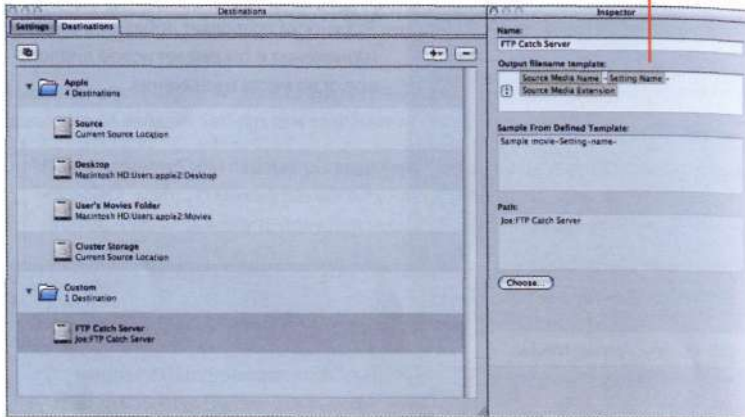 Destinations
Settings Destinations
Apple
4 Destinations
Source
Current Source Location
Desktop
Macintosh HD:Users:apple2:Desktop
User's Movies Folder
Macintosh HD:Users:apple2:Movies
Cluster Storage
Current Source Location
Custom
1 Destination
FTP Catch Server
Joe:FTP Catch Server
Inspector
Name:
FTP Catch Server
Output filename template:
Source Media Name - Setting Name -
Source Media Extension
Sample From Defined Template:
Sample movie-Setting-name-
Path:
Joe:FTP Catch Server
Choose...